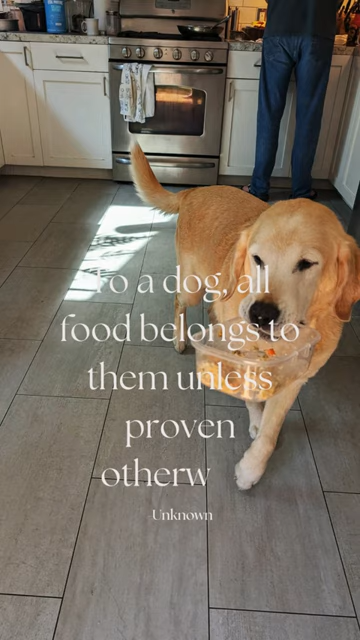 To a dog, all
food belongs to
them unless
proven
otherw
Unknown